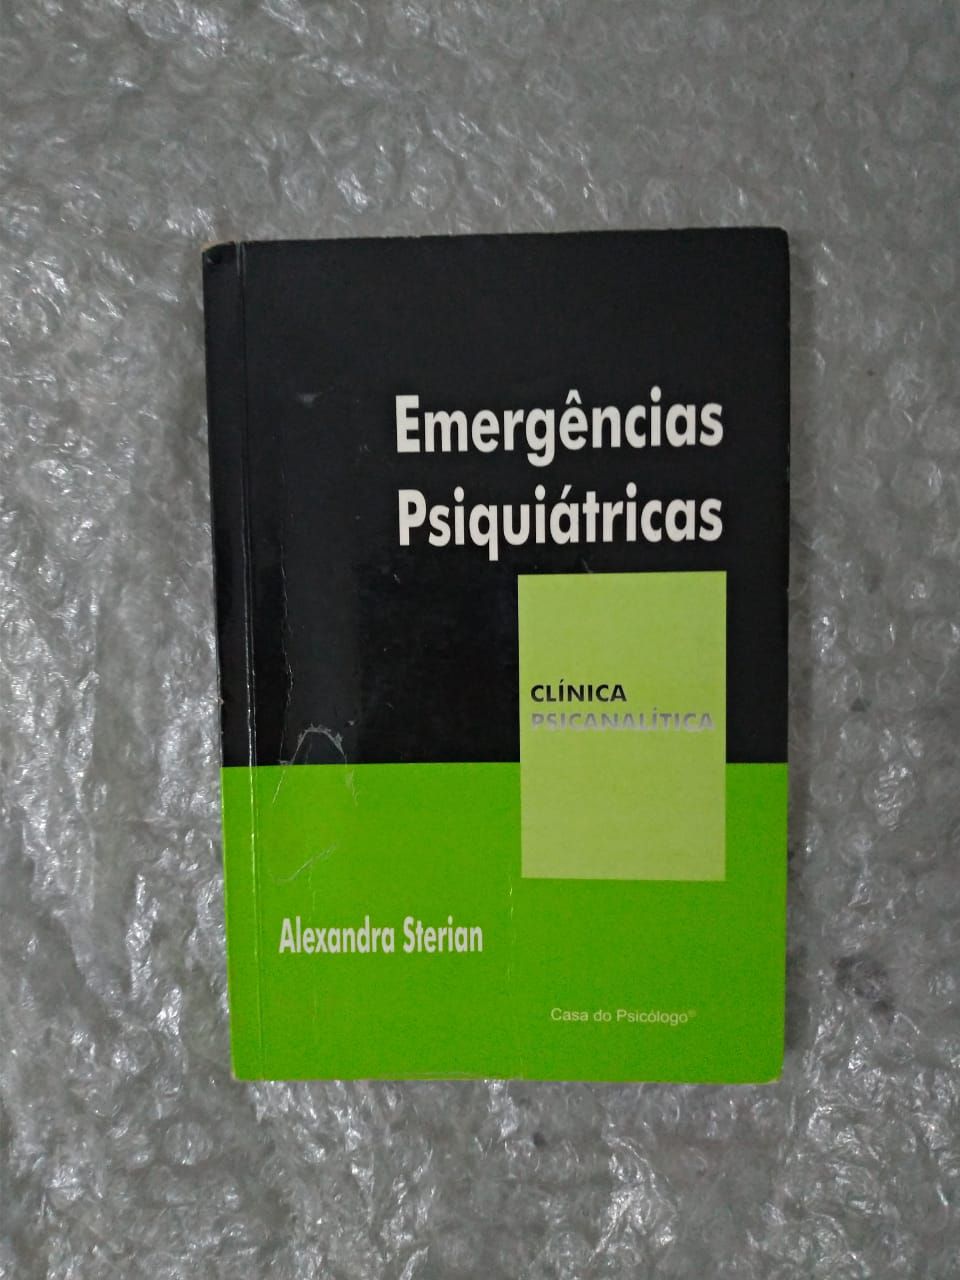 Emergências
Psiquiátricas
CLÍNICA
PSICANALÍTICA
Alexandra Sterian
Casa do Psicólogo®